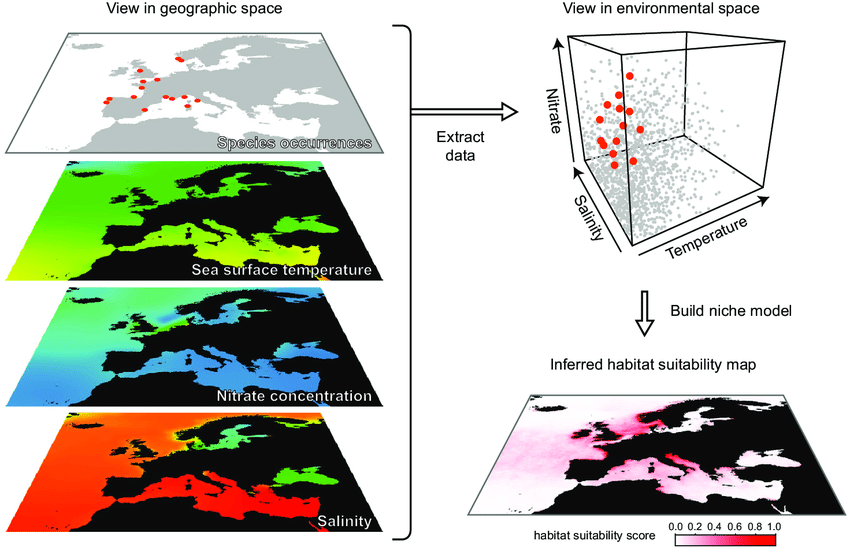 View in geographic space
Species occurrences
Sea surface temperature
Nitrate concentration
Salinity
Extract
data
View in environmental space
Nitrate
Salinity
Temperature
Build niche model
Inferred habitat suitability map
habitat suitability score
0.0 0.2 0.4 0.6 0.8 1.0